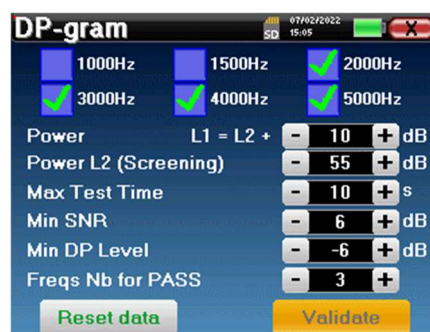 DP-gram SD 07/02/2022 15:05 X
1000Hz 1500Hz 2000Hz
3000Hz 4000Hz 5000Hz
Power L1 = L2 + - 10 + dB
Power L2 (Screening) - 55 + dB
Max Test Time - 10 + s
Min SNR - 6 + dB
Min DP Level - -6 + dB
Freqs Nb for PASS - 3 +
Reset data Validate